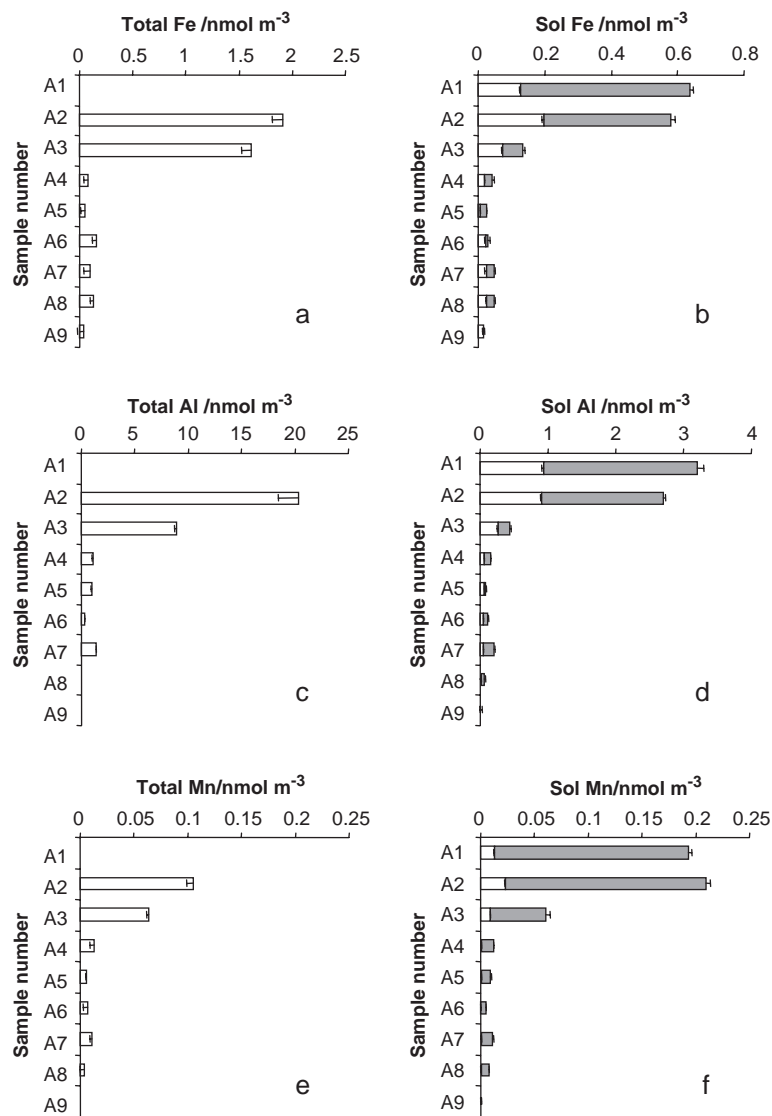 Total Fe /nmol m-3
0 0.5 1 1.5 2 2.5
Sample number
A1
A2
A3
A4
A5
A6
A7
A8
A9
a
Sol Fe/nmol m-3
0 0.2 0.4 0.6 0.8
Sample number
A1
A2
A3
A4
A5
A6
A7
A8
A9
b
Total Al /nmol m-3
0 5 10 15 20 25
Sample number
A1
A2
A3
A4
A5
A6
A7
A8
A9
c
Sol Al/nmol m-3
0 1 2 3 4
Sample number
A1
A2
A3
A4
A5
A6
A7
A8
A9
d
Total Mn/nmol m-3
0 0.05 0.1 0.15 0.2 0.25
Sample number
A1
A2
A3
A4
A5
A6
A7
A8
A9
e
Sol Mn/nmol m-3
0 0.05 0.1 0.15 0.2 0.25
Sample number
A1
A2
A3
A4
A5
A6
A7
A8
A9
f